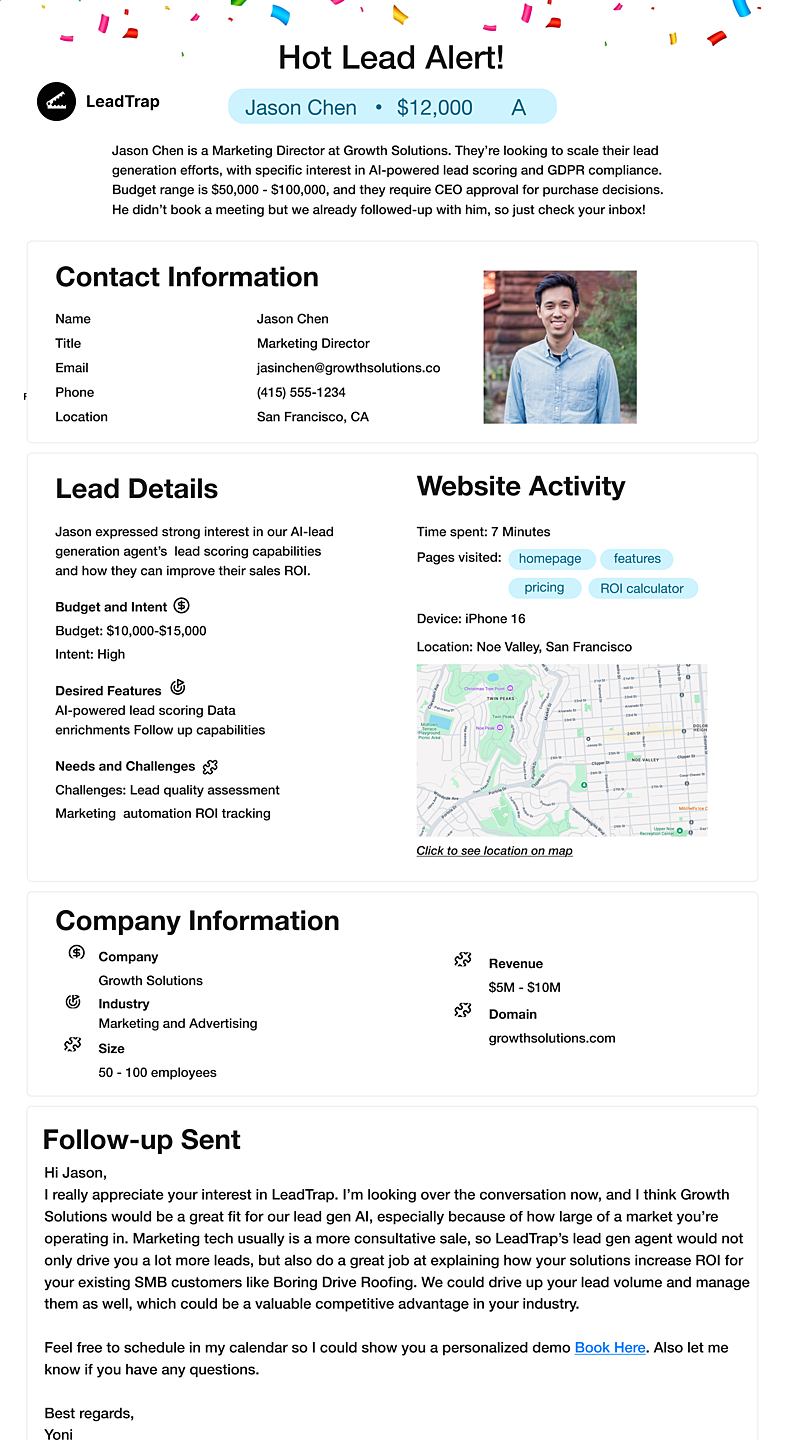 Hot Lead Alert!
LeadTrap
Jason Chen • $12,000 A
Jason Chen is a Marketing Director at Growth Solutions. They're looking to scale their lead
generation efforts, with specific interest in AI-powered lead scoring and GDPR compliance.
Budget range is $50,000 - $100,000, and they require CEO approval for purchase decisions.
He didn't book a meeting but we already followed-up with him, so just check your inbox!
Contact Information
Name Jason Chen
Title Marketing Director
Email jasinchen@growthsolutions.co
Phone (415) 555-1234
Location San Francisco, CA
Lead Details
Jason expressed strong interest in our AI-lead
generation agent's lead scoring capabilities
and how they can improve their sales ROI.
Budget and Intent
Budget: $10,000-$15,000
Intent: High
Desired Features
AI-powered lead scoring Data
enrichments Follow up capabilities
Needs and Challenges
Challenges: Lead quality assessment
Marketing automation ROI tracking
Website Activity
Time spent: 7 Minutes
Pages visited: homepage features
pricing ROI calculator
Device: iPhone 16
Location: Noe Valley, San Francisco
Christmas Tree Point
TWIN PEAKS
Twin Peaks
Noe Peak
NOE VALLEY
Clipper St
Upper Noe
Recreation Center
Click to see location on map
Company Information
Company
Growth Solutions
Industry
Marketing and Advertising
Size
50 - 100 employees
Revenue
$5M - $10M
Domain
growthsolutions.com
Follow-up Sent
Hi Jason,
I really appreciate your interest in LeadTrap. I'm looking over the conversation now, and I think Growth
Solutions would be a great fit for our lead gen AI, especially because of how large of a market you're
operating in. Marketing tech usually is a more consultative sale, so LeadTrap's lead gen agent would not
only drive you a lot more leads, but also do a great job at explaining how your solutions increase ROI for
your existing SMB customers like Boring Drive Roofing. We could drive up your lead volume and manage
them as well, which could be a valuable competitive advantage in your industry.
Feel free to schedule in my calendar so I could show you a personalized demo Book Here. Also let me
know if you have any questions.
Best regards,
Yoni